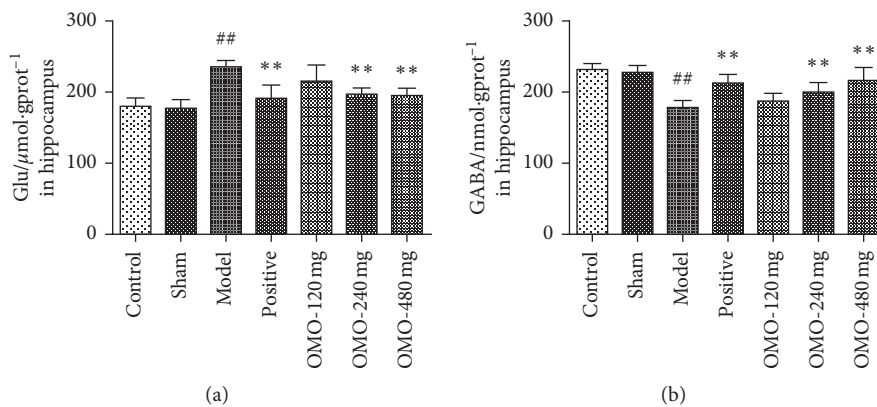 Glu/μmol·gprot⁻¹
in hippocampus
300
200
100
0
##
**
**
**
Control
Sham
Model
Positive
OMO-120 mg
OMO-240 mg
OMO-480 mg
(a)
GABA/nmol·gprot⁻¹
in hippocampus
300
200
100
0
##
**
**
**
Control
Sham
Model
Positive
OMO-120 mg
OMO-240 mg
OMO-480 mg
(b)